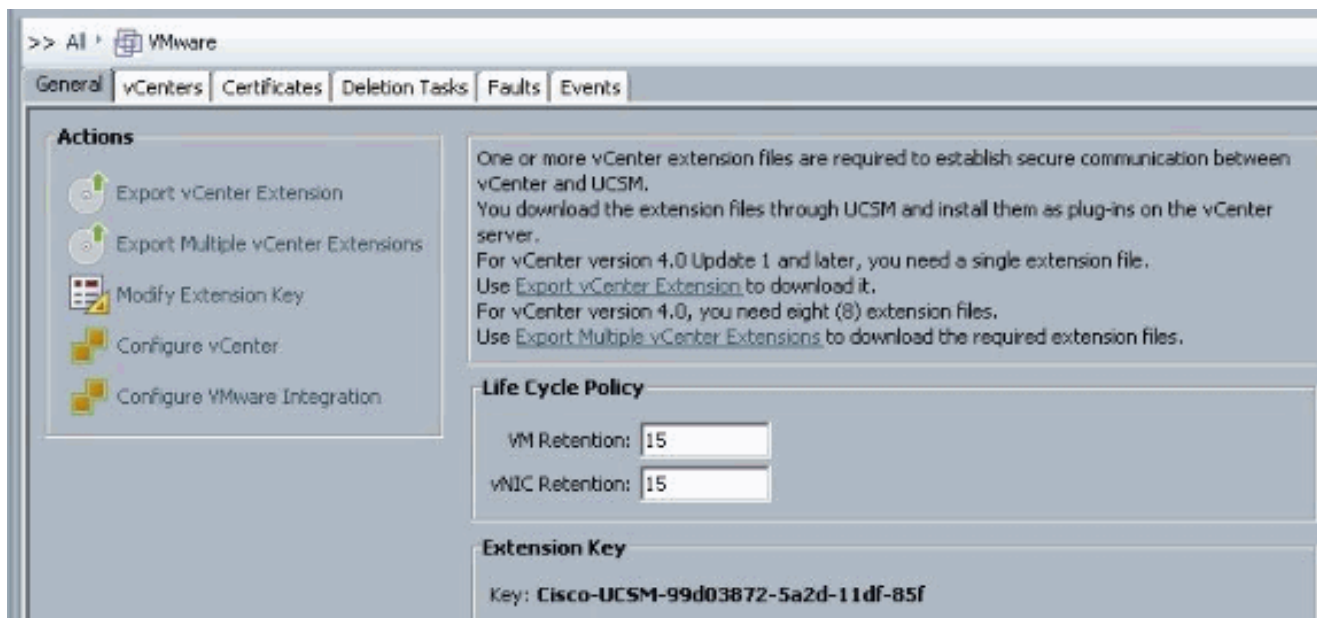 >> All VMware
General vCenters Certificates Deletion Tasks Faults Events
Actions
Export vCenter Extension
Export Multiple vCenter Extensions
Modify Extension Key
Configure vCenter
Configure VMware Integration
One or more vCenter extension files are required to establish secure communication between
vCenter and UCSM.
You download the extension files through UCSM and install them as plug-ins on the vCenter
server.
For vCenter version 4.0 Update 1 and later, you need a single extension file.
Use Export vCenter Extension to download it.
For vCenter version 4.0, you need eight (8) extension files.
Use Export Multiple vCenter Extensions to download the required extension files.
Life Cycle Policy
VM Retention: 15
vNIC Retention: 15
Extension Key
Key: Cisco-UCSM-99d03872-5a2d-11df-85f